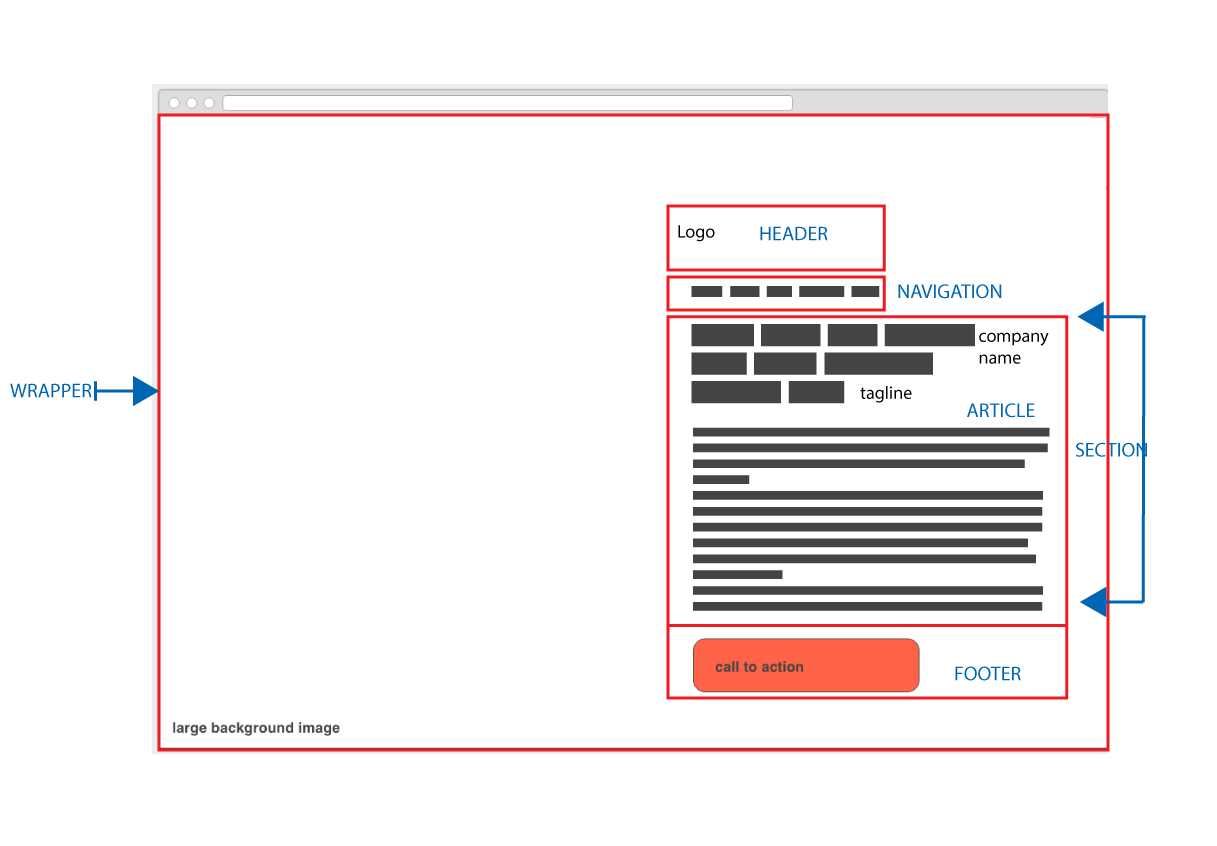 Logo
HEADER
NAVIGATION
company
name
tagline
WRAPPER
ARTICLE
SECTION
call to action
FOOTER
large background image